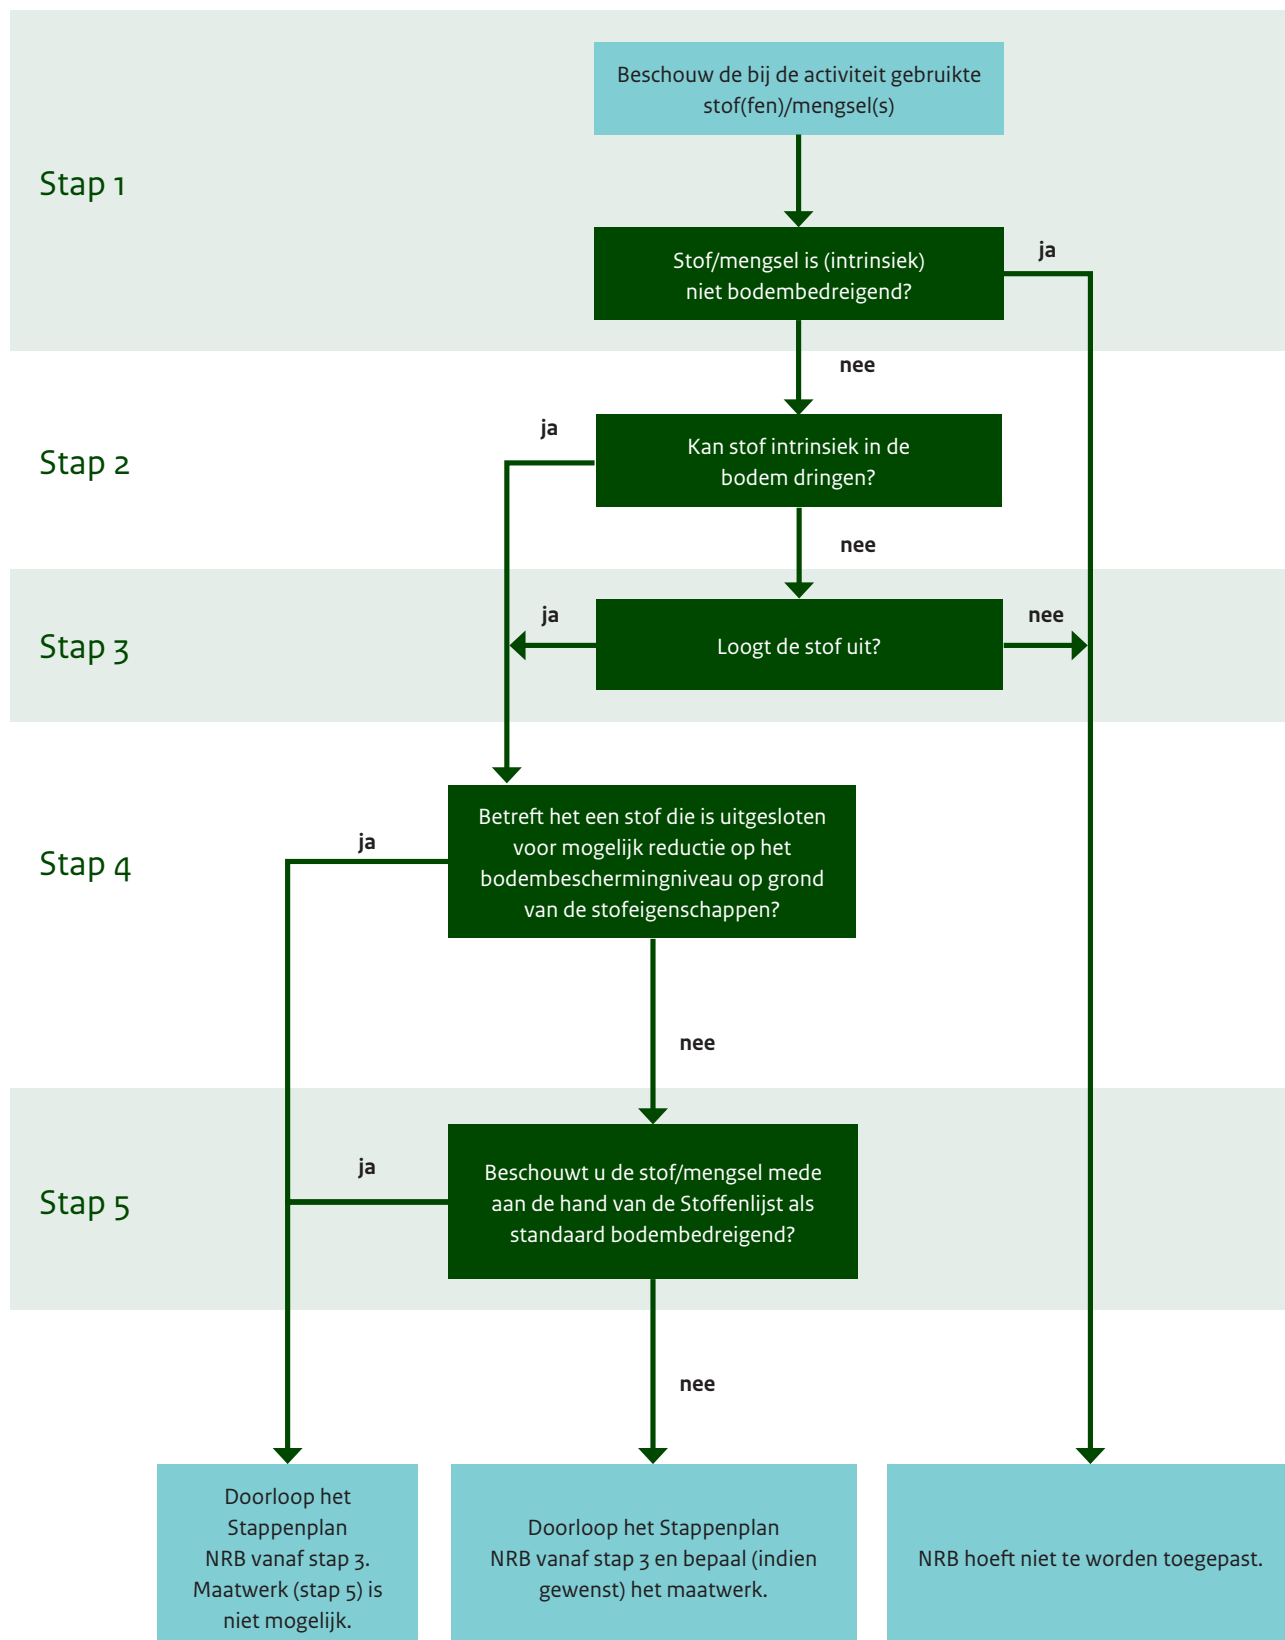 Beschouw de bij de activiteit gebruikte
stof(fen)/mengsel(s)
Stap 1
Stof/mengsel is (intrinsiek)
niet bodembedreigend?
ja
nee
Stap 2
ja
Kan stof intrinsiek in de
bodem dringen?
nee
Stap 3
ja
Loogt de stof uit?
nee
Stap 4
ja
Betreft het een stof die is uitgesloten
voor mogelijk reductie op het
bodembeschermingniveau op grond
van de stofeigenschappen?
nee
Stap 5
ja
Beschouwt u de stof/mengsel mede
aan de hand van de Stoffenlijst als
standaard bodembedreigend?
nee
Doorloop het
Stappenplan
NRB vanaf stap 3.
Maatwerk (stap 5) is
niet mogelijk.
Doorloop het Stappenplan
NRB vanaf stap 3 en bepaal (indien
gewenst) het maatwerk.
NRB hoeft niet te worden toegepast.